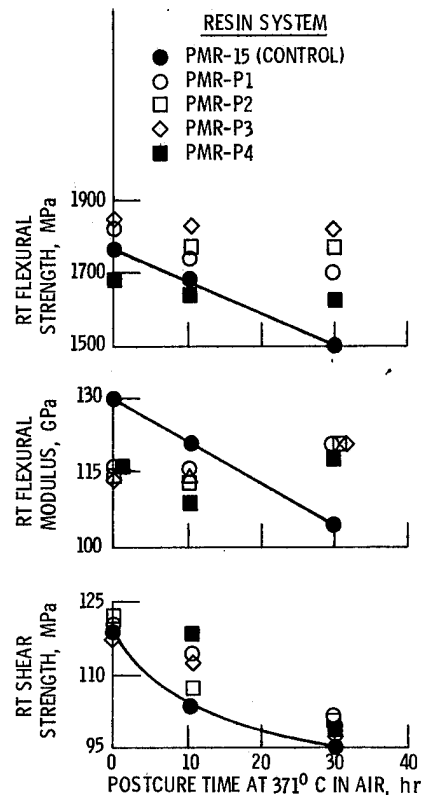 RESIN SYSTEM
PMR-15 (CONTROL)
PMR-P1
PMR-P2
PMR-P3
PMR-P4
RT FLEXURAL
STRENGTH, MPa
1900
1700
1500
RT FLEXURAL
MODULUS, GPa
130
115
100
RT SHEAR
STRENGTH, MPa
125
110
95
0 10 20 30 40
POSTCURE TIME AT 371⁰ C IN AIR, hr